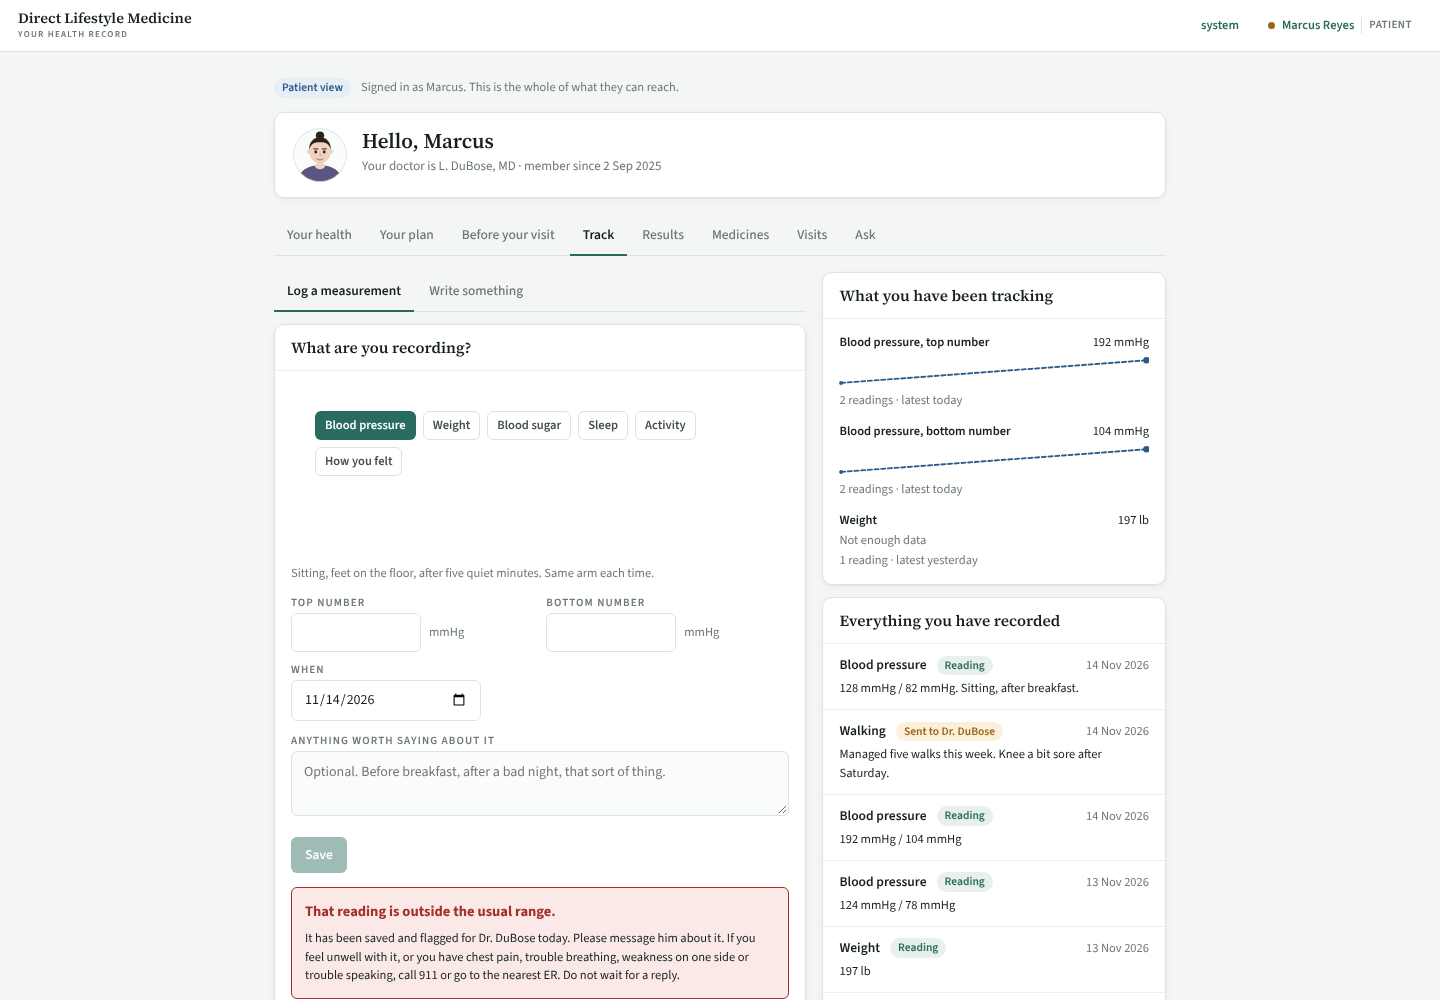 Direct Lifestyle Medicine
YOUR HEALTH RECORD
system
Marcus Reyes
PATIENT
Patient view
Signed in as Marcus. This is the whole of what they can reach.
Hello, Marcus
Your doctor is L. DuBose, MD · member since 2 Sep 2025
Your health
Your plan
Before your visit
Track
Results
Medicines
Visits
Ask
Log a measurement
Write something
What are you recording?
Blood pressure
Weight
Blood sugar
Sleep
Activity
How you felt
Sitting, feet on the floor, after five quiet minutes. Same arm each time.
TOP NUMBER
mmHg
BOTTOM NUMBER
mmHg
WHEN
11/14/2026
ANYTHING WORTH SAYING ABOUT IT
Optional. Before breakfast, after a bad night, that sort of thing.
Save
That reading is outside the usual range.
It has been saved and flagged for Dr. DuBose today. Please message him about it. If you
feel unwell with it, or you have chest pain, trouble breathing, weakness on one side or
trouble speaking, call 911 or go to the nearest ER. Do not wait for a reply.
What you have been tracking
Blood pressure, top number
192 mmHg
2 readings · latest today
Blood pressure, bottom number
104 mmHg
2 readings · latest today
Weight
197 lb
Not enough data
1 reading · latest yesterday
Everything you have recorded
Blood pressure
Reading
14 Nov 2026
128 mmHg / 82 mmHg. Sitting, after breakfast.
Walking
Sent to Dr. DuBose
14 Nov 2026
Managed five walks this week. Knee a bit sore after
Saturday.
Blood pressure
Reading
14 Nov 2026
192 mmHg / 104 mmHg
Blood pressure
Reading
13 Nov 2026
124 mmHg / 78 mmHg
Weight
Reading
13 Nov 2026
197 lb